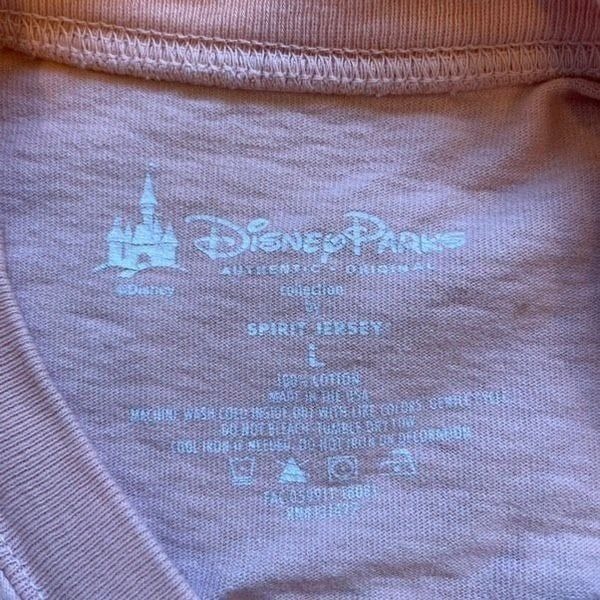 DISNEY PARKS
AUTHENTIC • ORIGINAL
©Disney
collection
by
SPIRIT JERSEY®
L
100% COTTON
MADE IN THE USA
MACHINE WASH COLD INSIDE OUT WITH LIKE COLORS. GENTLE CYCLE.
DO NOT BLEACH. TUMBLE DRY LOW.
COOL IRON IF NEEDED. DO NOT IRON ON DECORATION.